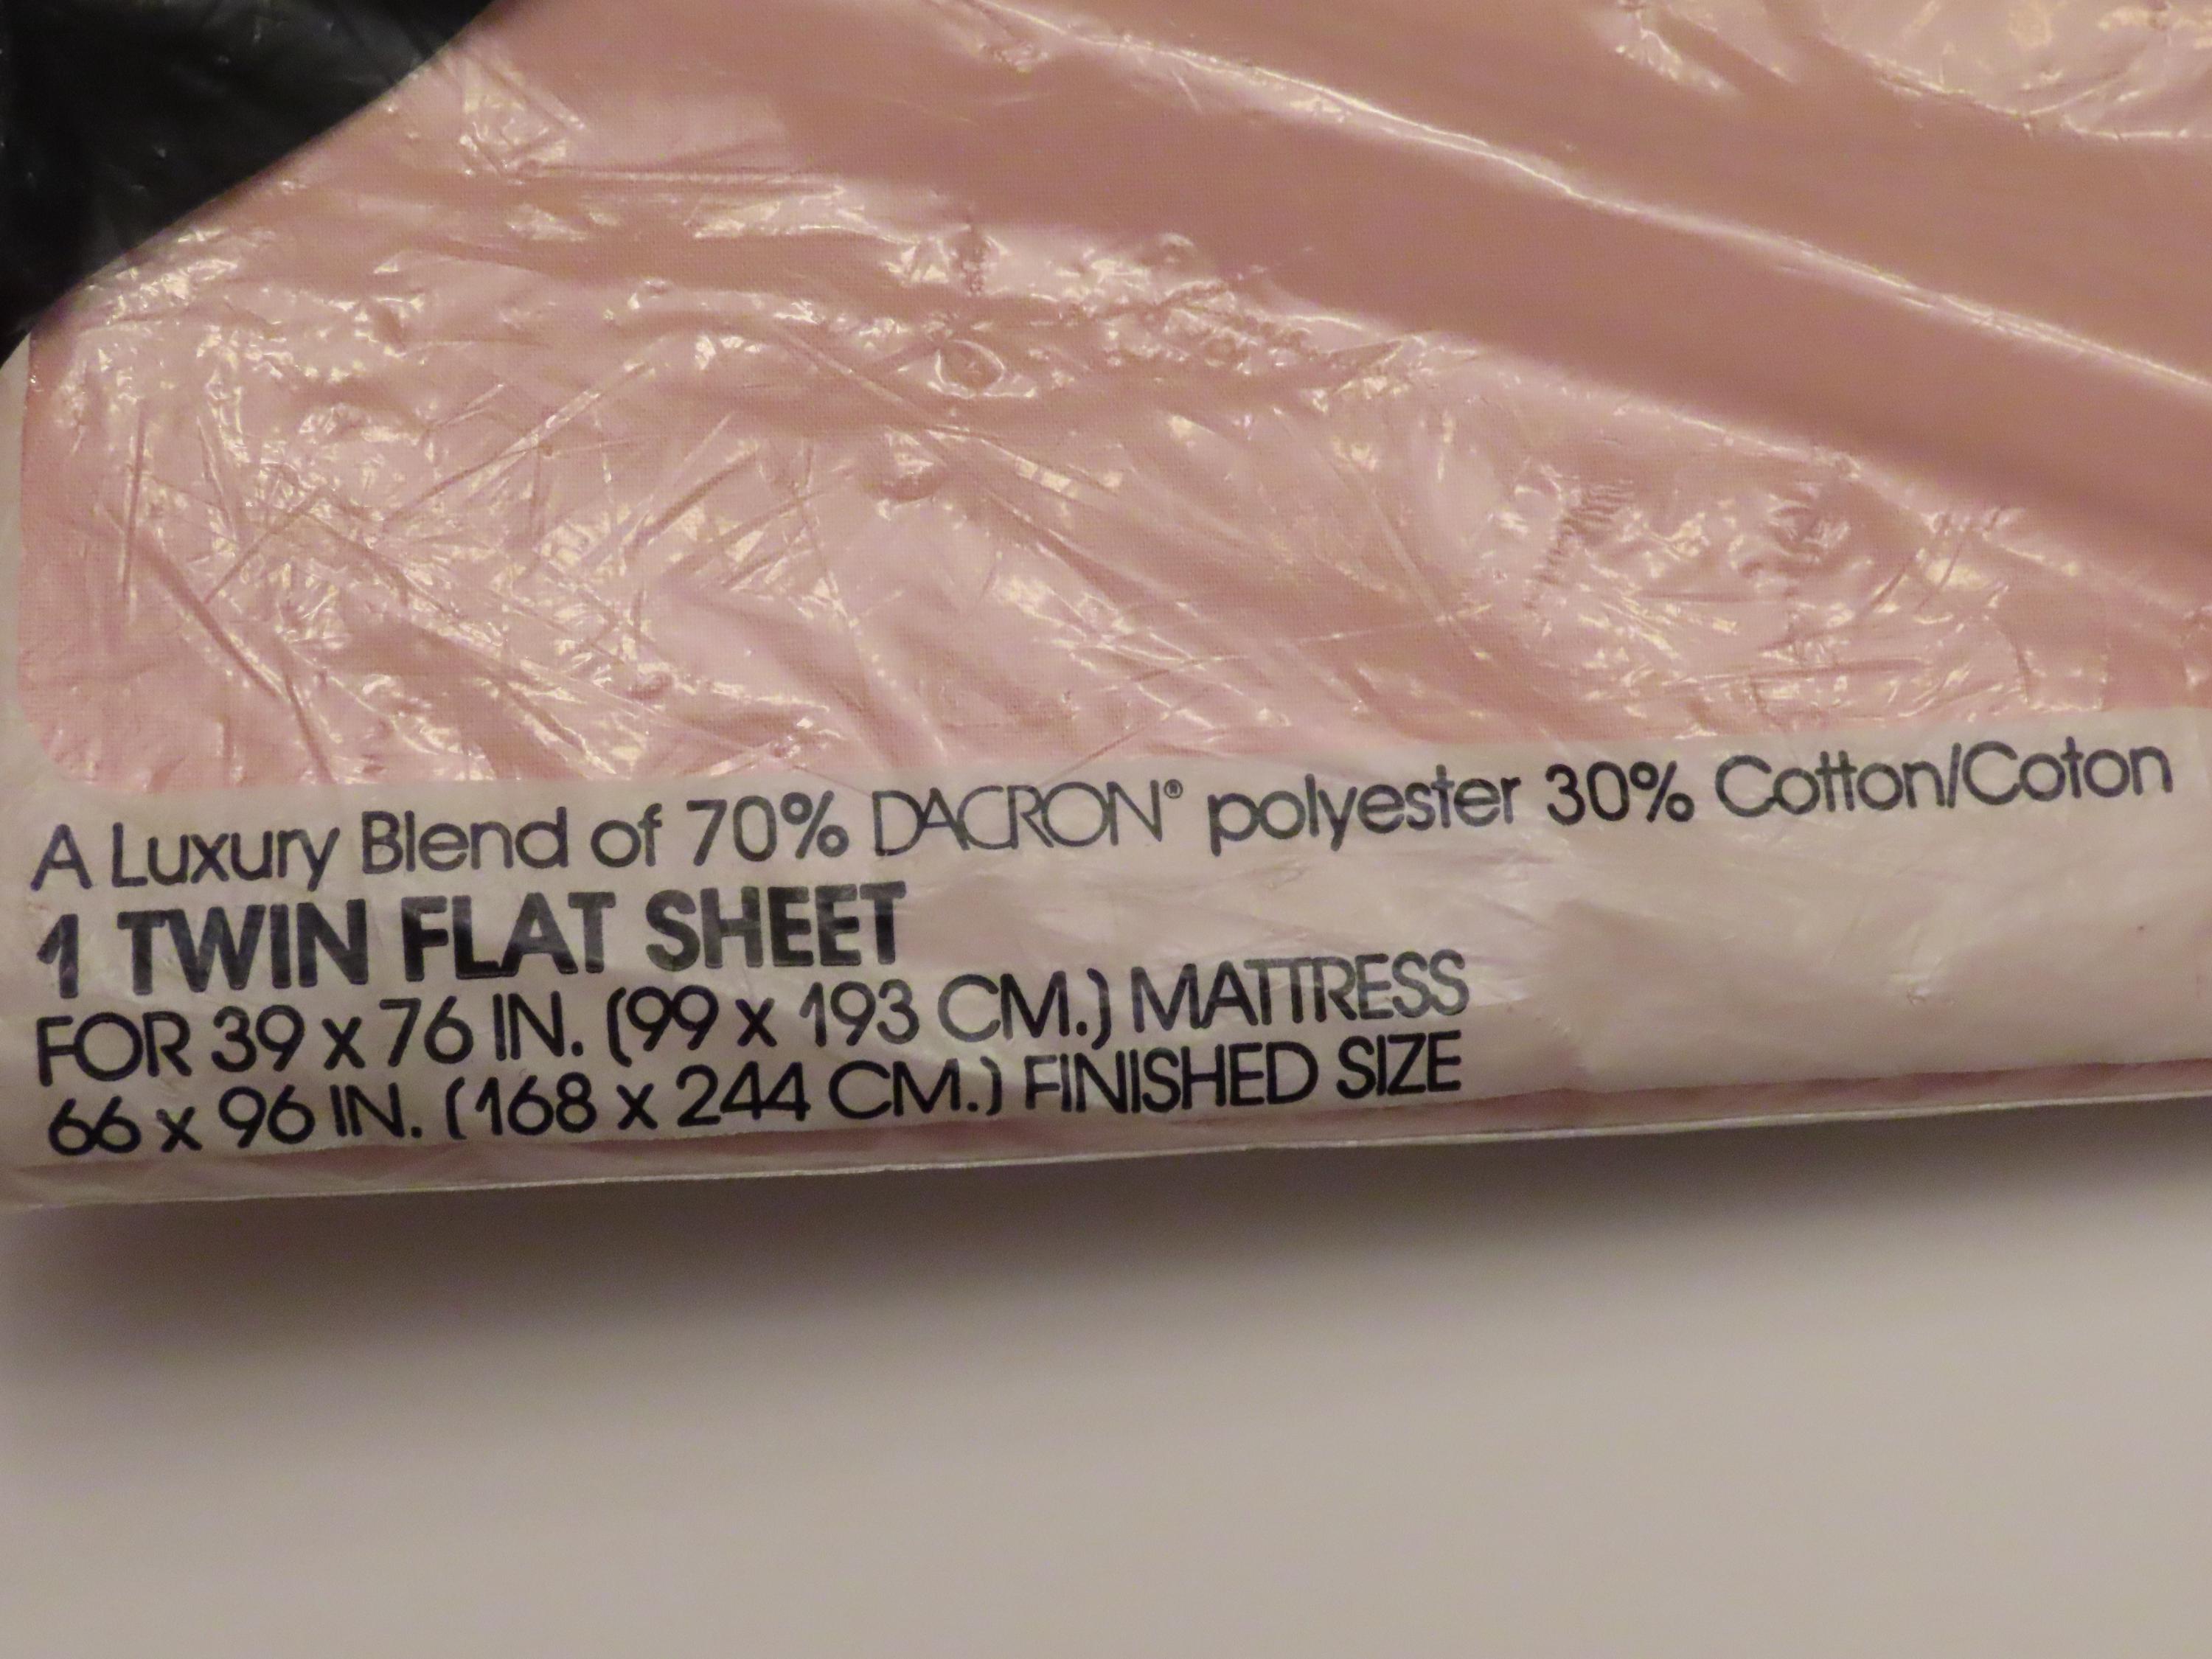 A Luxury Blend of 70% DACRON® polyester 30% Cotton/Coton
1 TWIN FLAT SHEET
FOR 39 x 76 IN. (99 x 193 CM.) MATTRESS
66 x 96 IN. (168 x 244 CM.) FINISHED SIZE